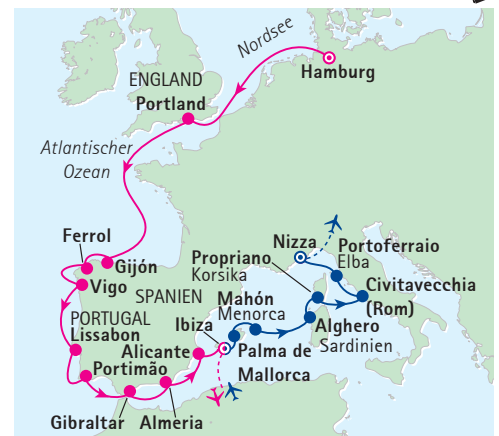 Nordsee
Hamburg
ENGLAND
Portland
Atlantischer
Ozean
Ferrol
Gijón
Vigo
Nizza
Portoferraio
Elba
Propriano
Korsika
Civitavecchia
(Rom)
SPANIEN
Mahón
Menorca
PORTUGAL
Lissabon
Ibiza
Alghero
Sardinien
Alicante
Palma de
Mallorca
Portimão
Gibraltar
Almeria